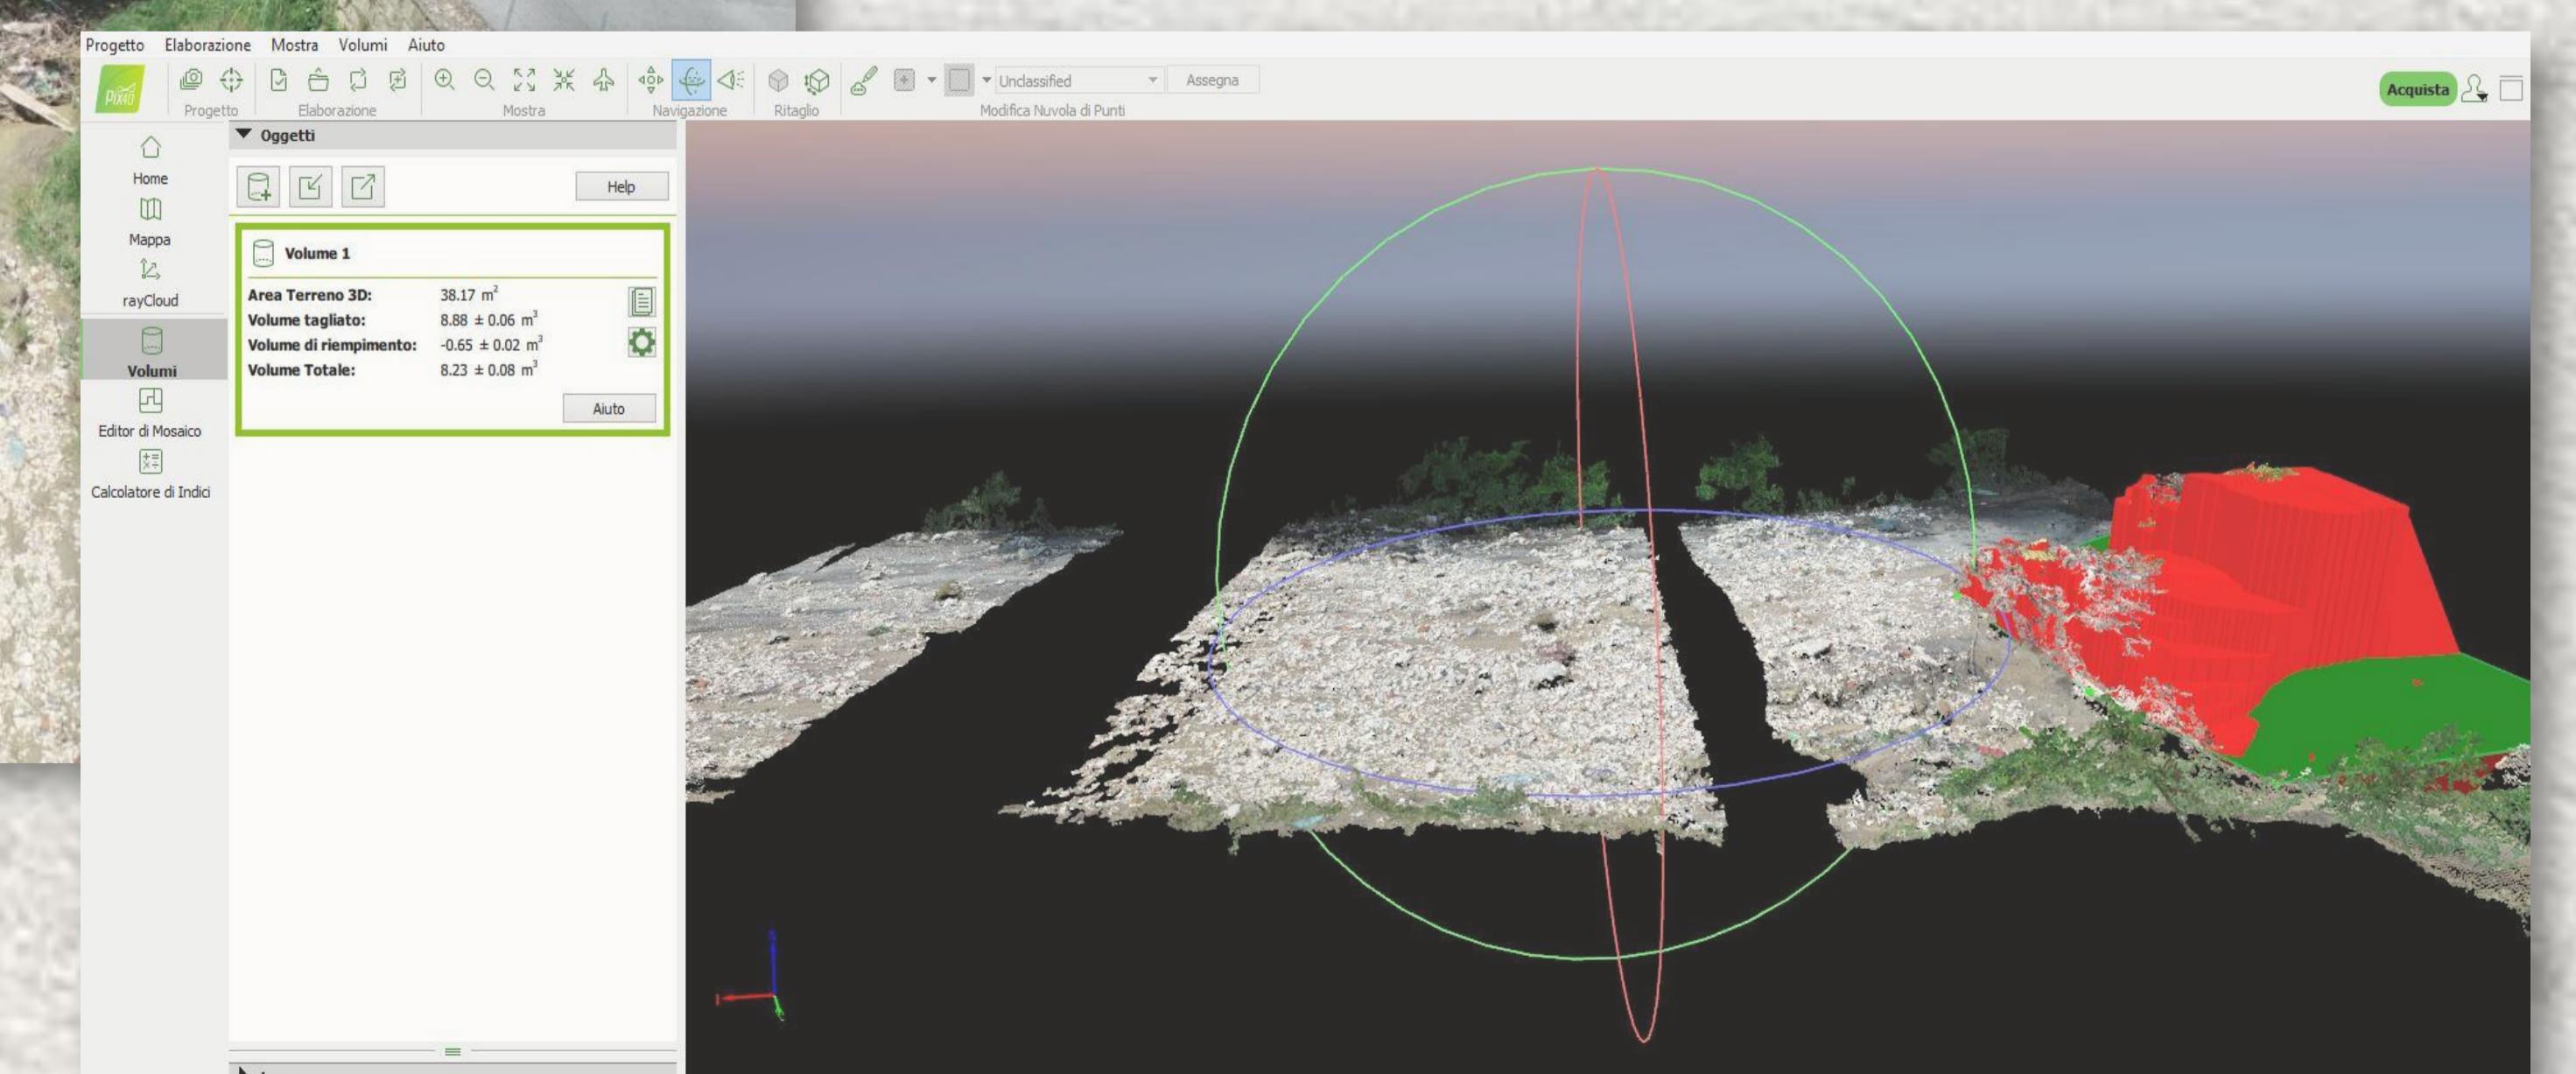 Progetto Elaborazione Mostra Volumi Aiuto
PIX4D
Unclassified Assegna
Acquista
Progetto Elaborazione Mostra Navigazione Ritaglio Modifica Nuvola di Punti
Oggetti
Home
Mappa
rayCloud
Volumi
Editor di Mosaico
Calcolatore di Indici
Help
Volume 1
Area Terreno 3D: 38.17 m²
Volume tagliato: 8.88 ± 0.06 m³
Volume di riempimento: -0.65 ± 0.02 m³
Volume Totale: 8.23 ± 0.08 m³
Aiuto